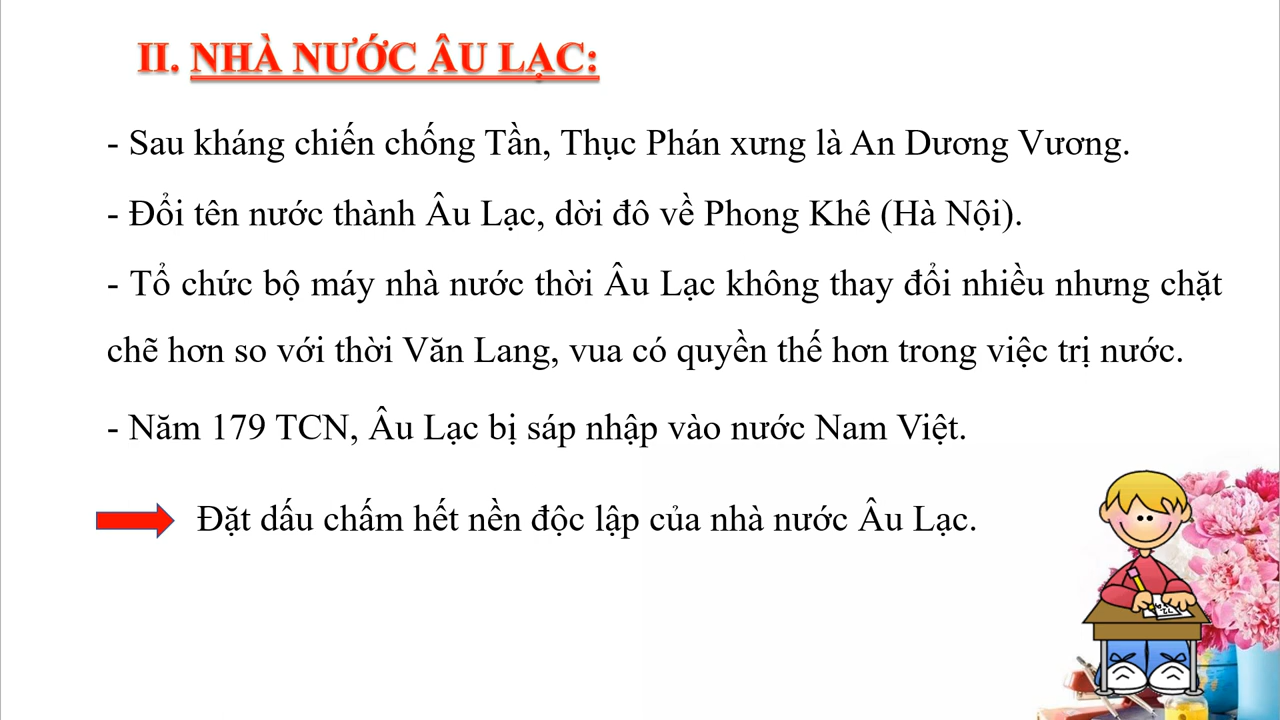 II. NHÀ NƯỚC ÂU LẠC:
- Sau kháng chiến chống Tần, Thục Phán xưng là An Dương Vương.
- Đổi tên nước thành Âu Lạc, dời đô về Phong Khê (Hà Nội).
- Tổ chức bộ máy nhà nước thời Âu Lạc không thay đổi nhiều nhưng chặt
chẽ hơn so với thời Văn Lang, vua có quyền thế hơn trong việc trị nước.
- Năm 179 TCN, Âu Lạc bị sáp nhập vào nước Nam Việt.
Đặt dấu chấm hết nền độc lập của nhà nước Âu Lạc.